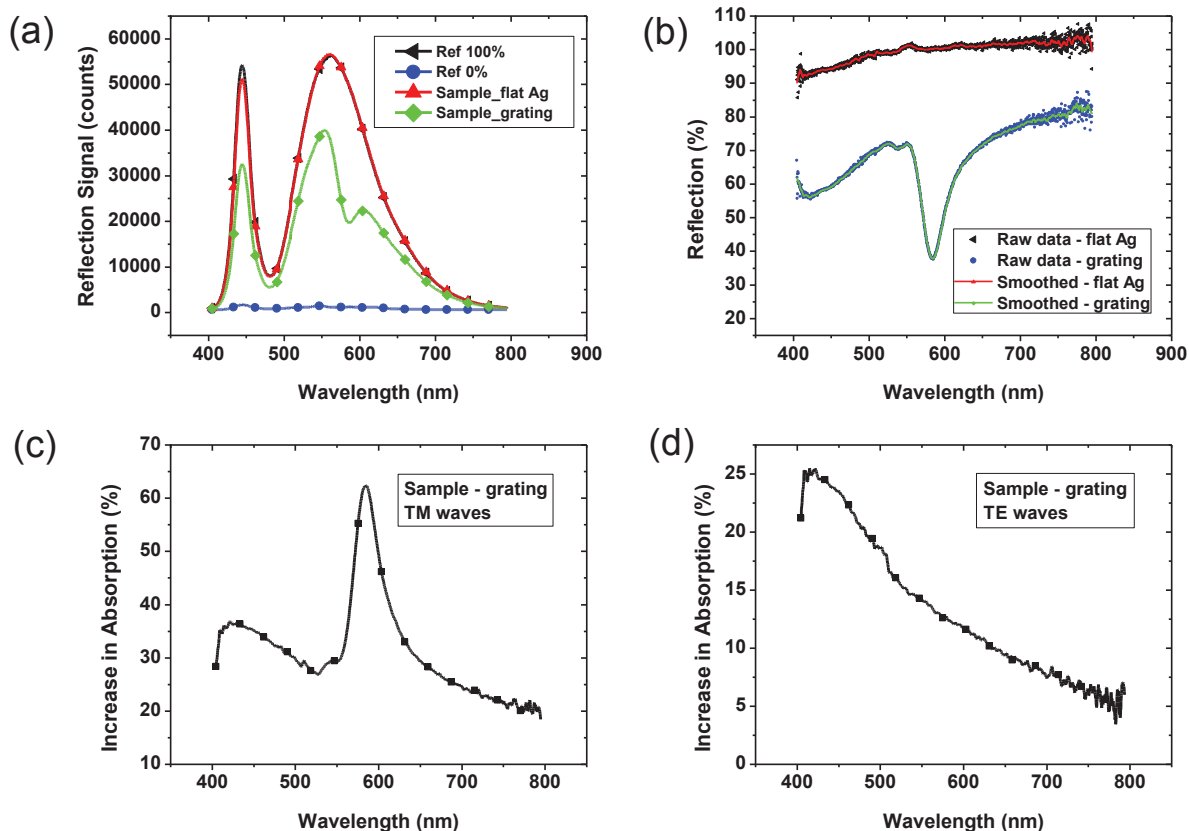 (a)
Reflection Signal (counts)
60000
50000
40000
30000
20000
10000
0
400 500 600 700 800 900
Wavelength (nm)
Ref 100%
Ref 0%
Sample_flat Ag
Sample_grating
(b)
Reflection (%)
110
100
90
80
70
60
50
40
30
20
400 500 600 700 800 900
Wavelength (nm)
Raw data - flat Ag
Raw data - grating
Smoothed - flat Ag
Smoothed - grating
(c)
Increase in Absorption (%)
70
60
50
40
30
20
10
400 500 600 700 800
Wavelength (nm)
Sample - grating
TM waves
(d)
Increase in Absorption (%)
25
20
15
10
5
0
400 500 600 700 800
Wavelength (nm)
Sample - grating
TE waves